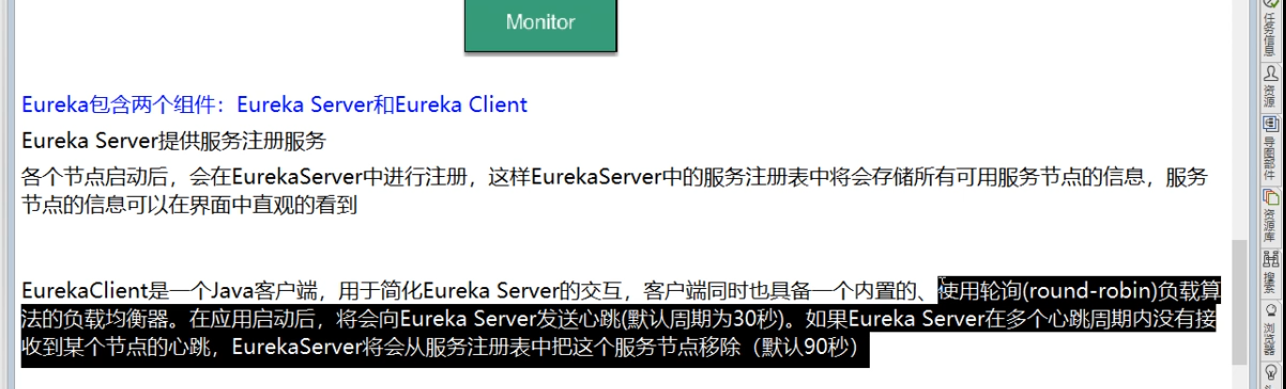 Monitor
Eureka包含两个组件：Eureka Server和Eureka Client
Eureka Server提供服务注册服务
各个节点启动后，会在EurekaServer中进行注册，这样EurekaServer中的服务注册表中将会存储所有可用服务节点的信息，服务
节点的信息可以在界面中直观的看到
EurekaClient是一个Java客户端，用于简化Eureka Server的交互，客户端同时也具备一个内置的、使用轮询(round-robin)负载算
法的负载均衡器。在应用启动后，将会向Eureka Server发送心跳(默认周期为30秒)。如果Eureka Server在多个心跳周期内没有接
收到某个节点的心跳，EurekaServer将会从服务注册表中把这个服务节点移除（默认90秒）
任务信息
资源
导图部件
资源库
搜索
浏览器